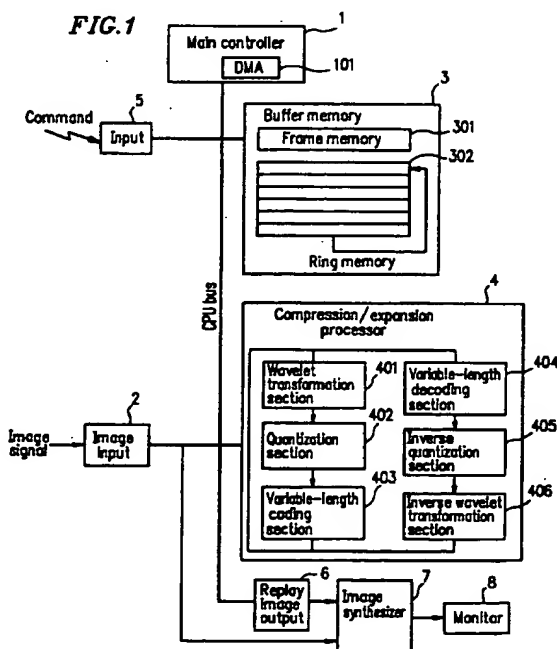 FIG.1
1
Main controller
DMA
101
3
5
Command
Input
Buffer memory
Frame memory
301
302
Ring memory
CPU bus
4
Compression/expansion
processor
Wavelet
transformation
section
401
Variable-length
decoding
section
404
2
Image signal
Image
input
Quantization
section
402
Inverse
quantization
section
405
Variable-length
coding
section
403
Inverse wavelet
transformation
section
406
6
Replay
image
output
7
Image
synthesizer
8
Monitor